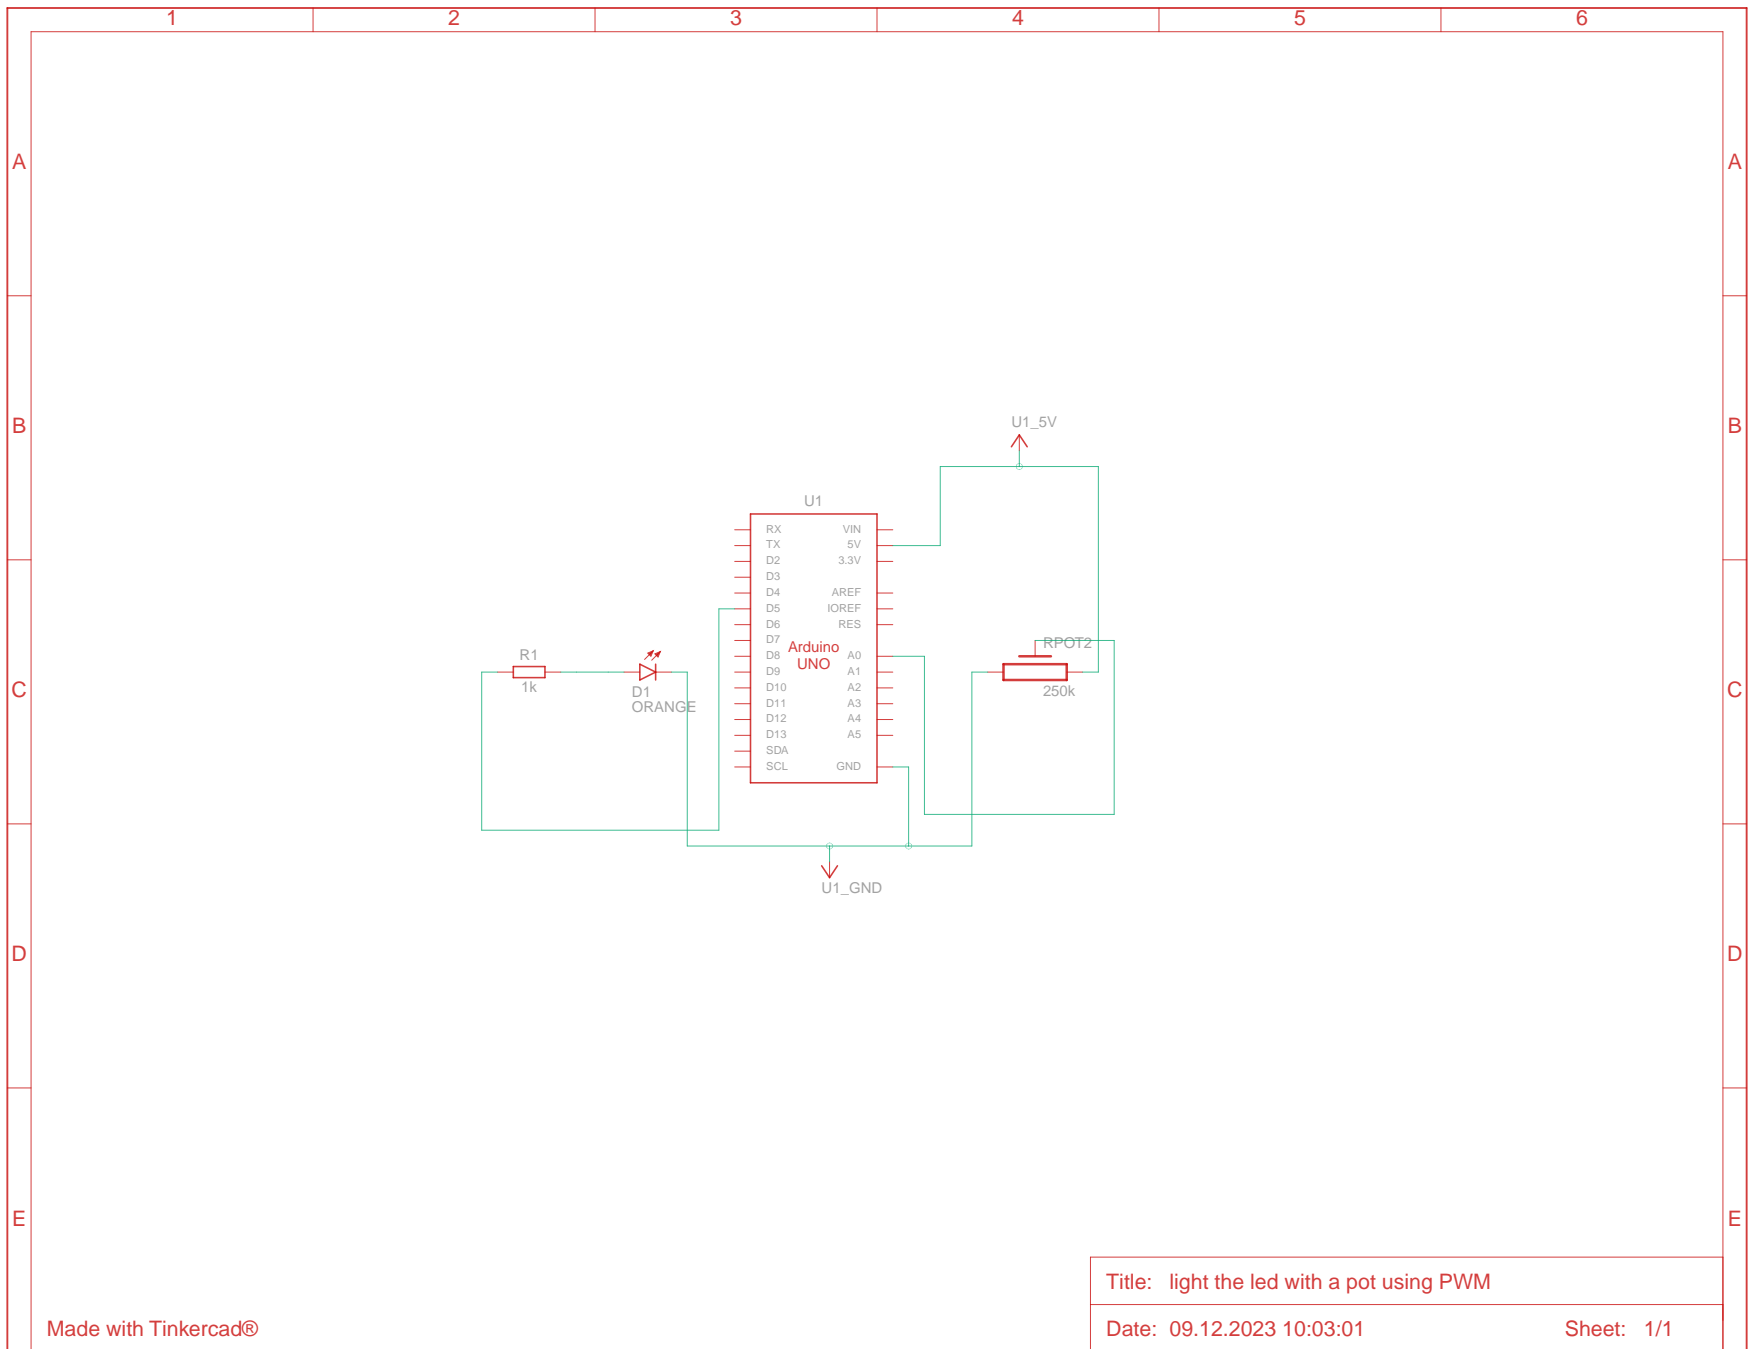 1 2 3 4 5 6
A A
B B
U1_5V
U1
RX VIN
TX 5V
D2 3.3V
D3
D4 AREF
D5 IOREF
D6 RES
D7
Arduino
UNO
D8 A0
D9 A1
D10 A2
D11 A3
D12 A4
D13 A5
SDA
SCL GND
R1
1k
D1
ORANGE
RPOT2
250k
C C
U1_GND
D D
E E
Title: light the led with a pot using PWM
Made with Tinkercad®
Date: 09.12.2023 10:03:01 Sheet: 1/1